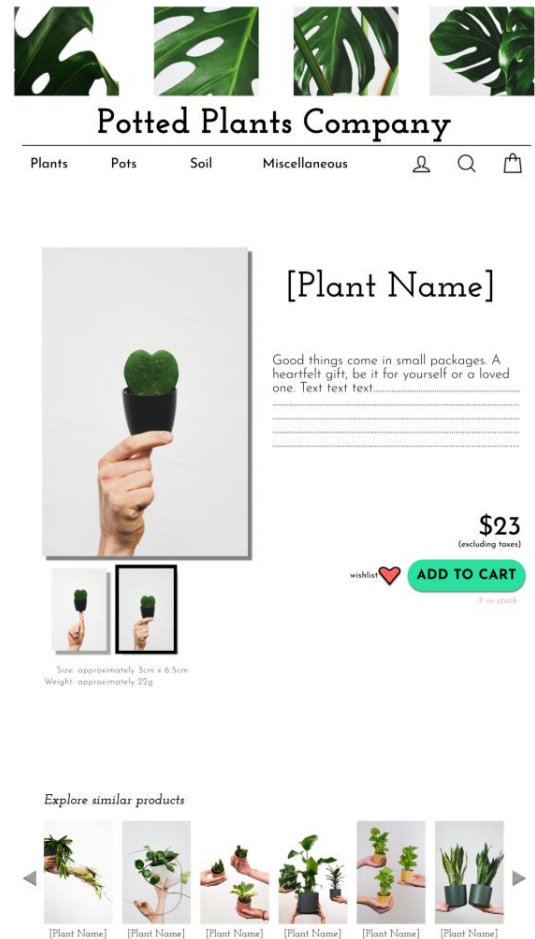 Potted Plants Company
Plants Pots Soil Miscellaneous
[Plant Name]
Good things come in small packages. A
heartfelt gift, be it for yourself or a loved
one. Text text text
$23
(excluding taxes)
wishlist ADD TO CART
7 in stock
Size: approximately 3cm x 6.5cm
Weight: approximately 22g
Explore similar products
[Plant Name] [Plant Name] [Plant Name] [Plant Name] [Plant Name] [Plant Name]